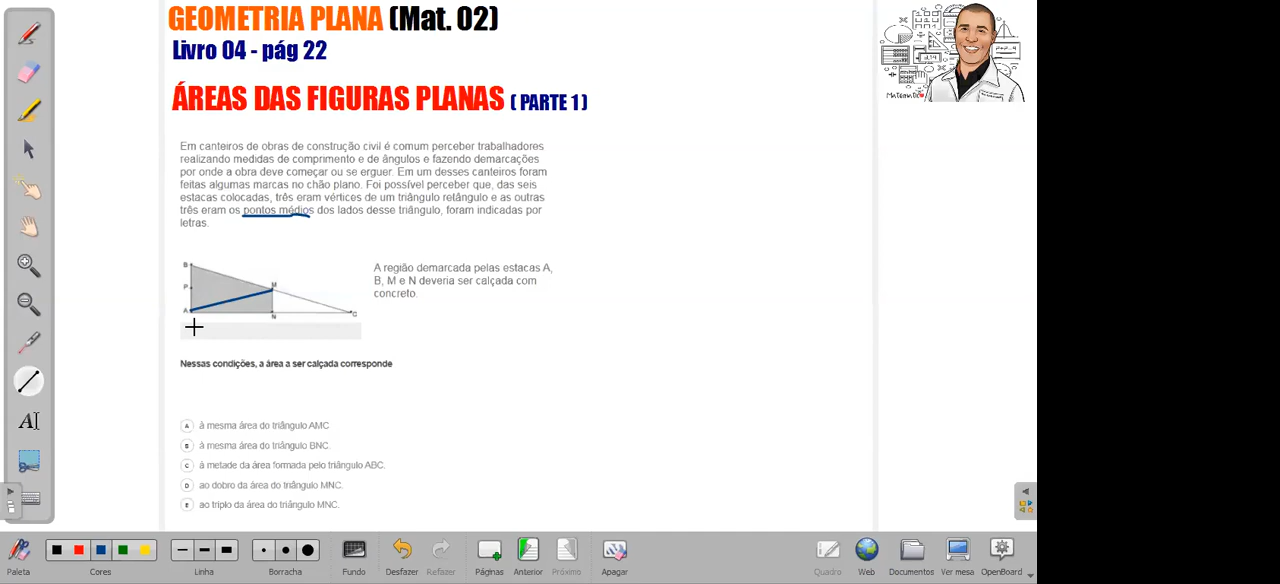 GEOMETRIA PLANA (Mat. 02)
Livro 04 - pág 22
ÁREAS DAS FIGURAS PLANAS ( PARTE 1 )
Em canteiros de obras de construção civil é comum perceber trabalhadores
realizando medidas de comprimento e de ângulos e fazendo demarcações
por onde a obra deve começar ou se erguer. Em um desses canteiros foram
feitas algumas marcas no chão plano. Foi possível perceber que, das seis
estacas colocadas, três eram vértices de um triângulo retângulo e as outras
três eram os pontos médios dos lados desse triângulo, foram indicadas por
letras.
B
P
A
M
N
C
A região demarcada pelas estacas A,
B, M e N deveria ser calçada com
concreto.
Nessas condições, a área a ser calçada corresponde
A à mesma área do triângulo AMC
B à mesma área do triângulo BNC.
C à metade da área formada pelo triângulo ABC.
D ao dobro da área do triângulo MNC.
E ao triplo da área do triângulo MNC.
Paleta
Cores
Linha
Borracha
Fundo
Desfazer
Refazer
Páginas
Anterior
Próximo
Apagar
Quadro
Web
Documentos
Ver mesa
OpenBoard